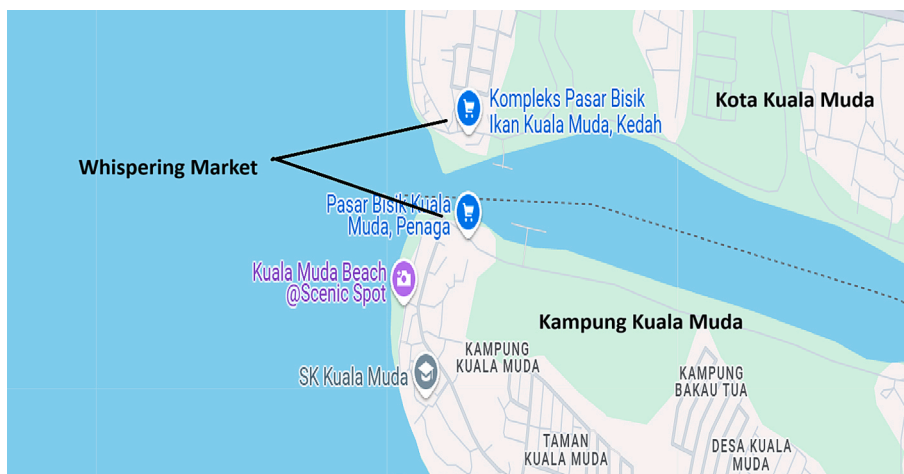 Kompleks Pasar Bisik
Ikan Kuala Muda, Kedah
Kota Kuala Muda
Whispering Market
Pasar Bisik Kuala
Muda, Penaga
Kuala Muda Beach
@Scenic Spot
Kampung Kuala Muda
KAMPUNG
KUALA MUDA
SK Kuala Muda
KAMPUNG
BAKAU TUA
TAMAN
KUALA MUDA
DESA KUALA
MUDA